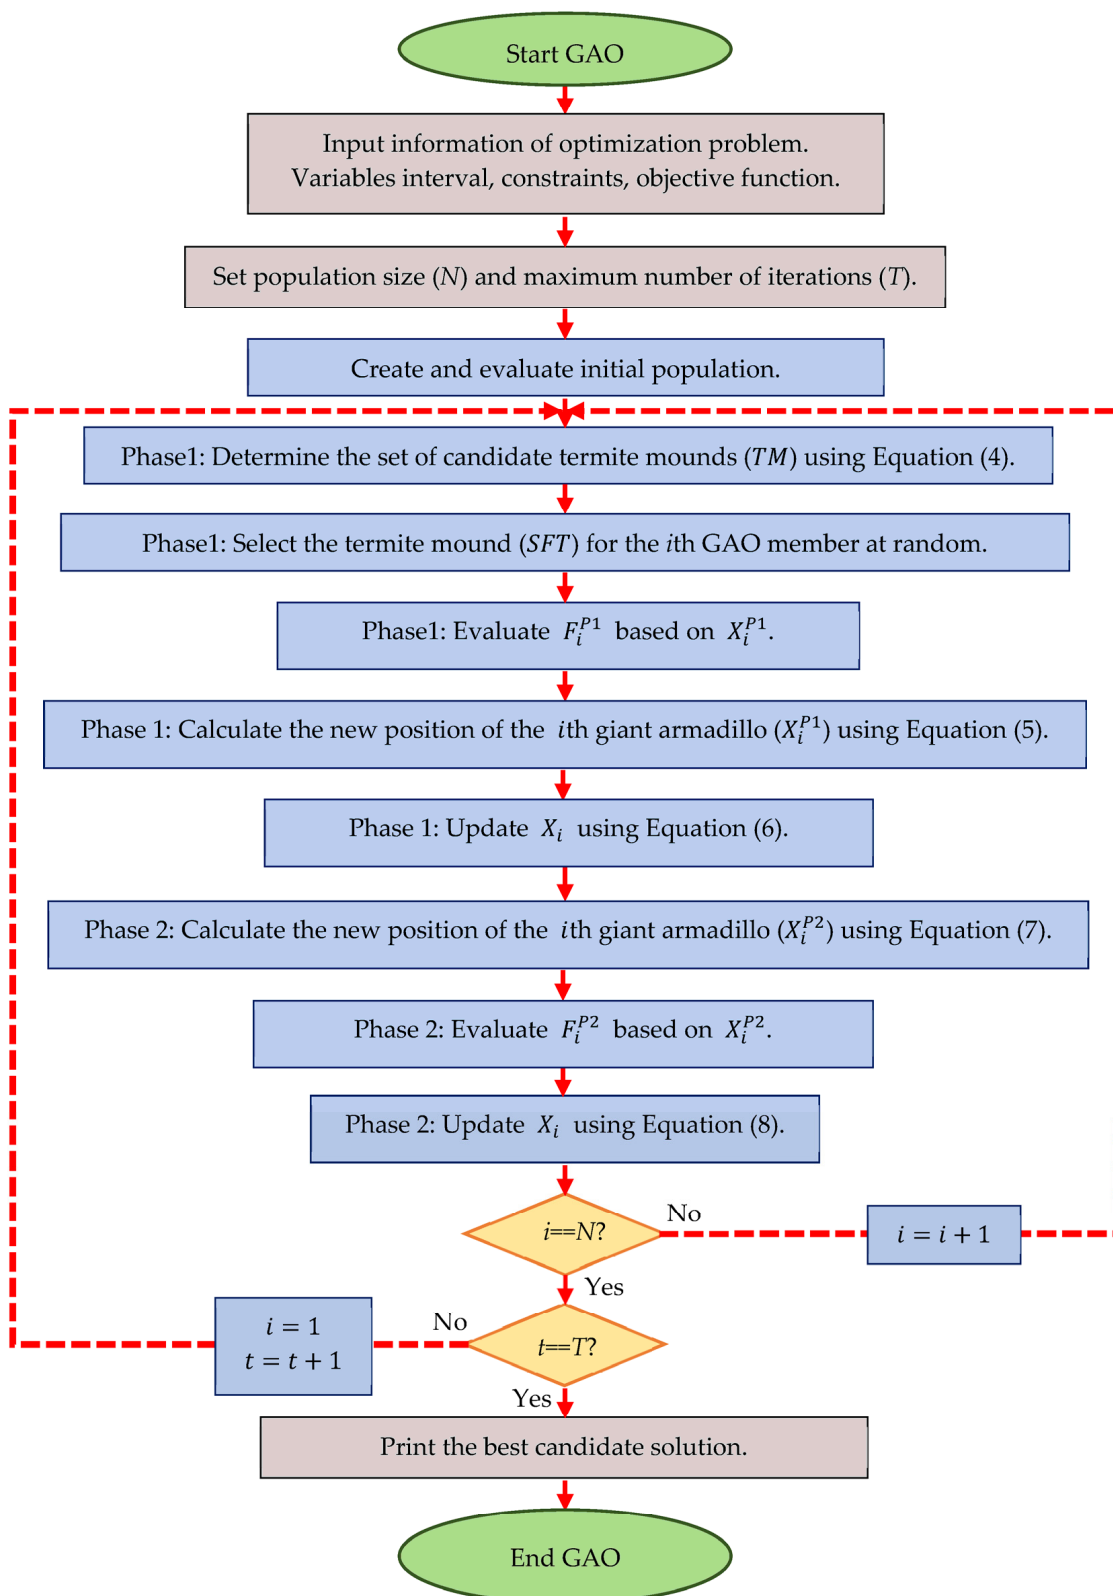 Start GAO
Input information of optimization problem.
Variables interval, constraints, objective function.
Set population size (N) and maximum number of iterations (T).
Create and evaluate initial population.
Phase1: Determine the set of candidate termite mounds (TM) using Equation (4).
Phase1: Select the termite mound (SFT) for the ith GAO member at random.
Phase1: Evaluate F_i^{P1} based on X_i^{P1}.
Phase 1: Calculate the new position of the ith giant armadillo (X_i^{P1}) using Equation (5).
Phase 1: Update X_i using Equation (6).
Phase 2: Calculate the new position of the ith giant armadillo (X_i^{P2}) using Equation (7).
Phase 2: Evaluate F_i^{P2} based on X_i^{P2}.
Phase 2: Update X_i using Equation (8).
i==N?
No
i = i + 1
Yes
t==T?
No
i = 1
t = t + 1
Yes
Print the best candidate solution.
End GAO